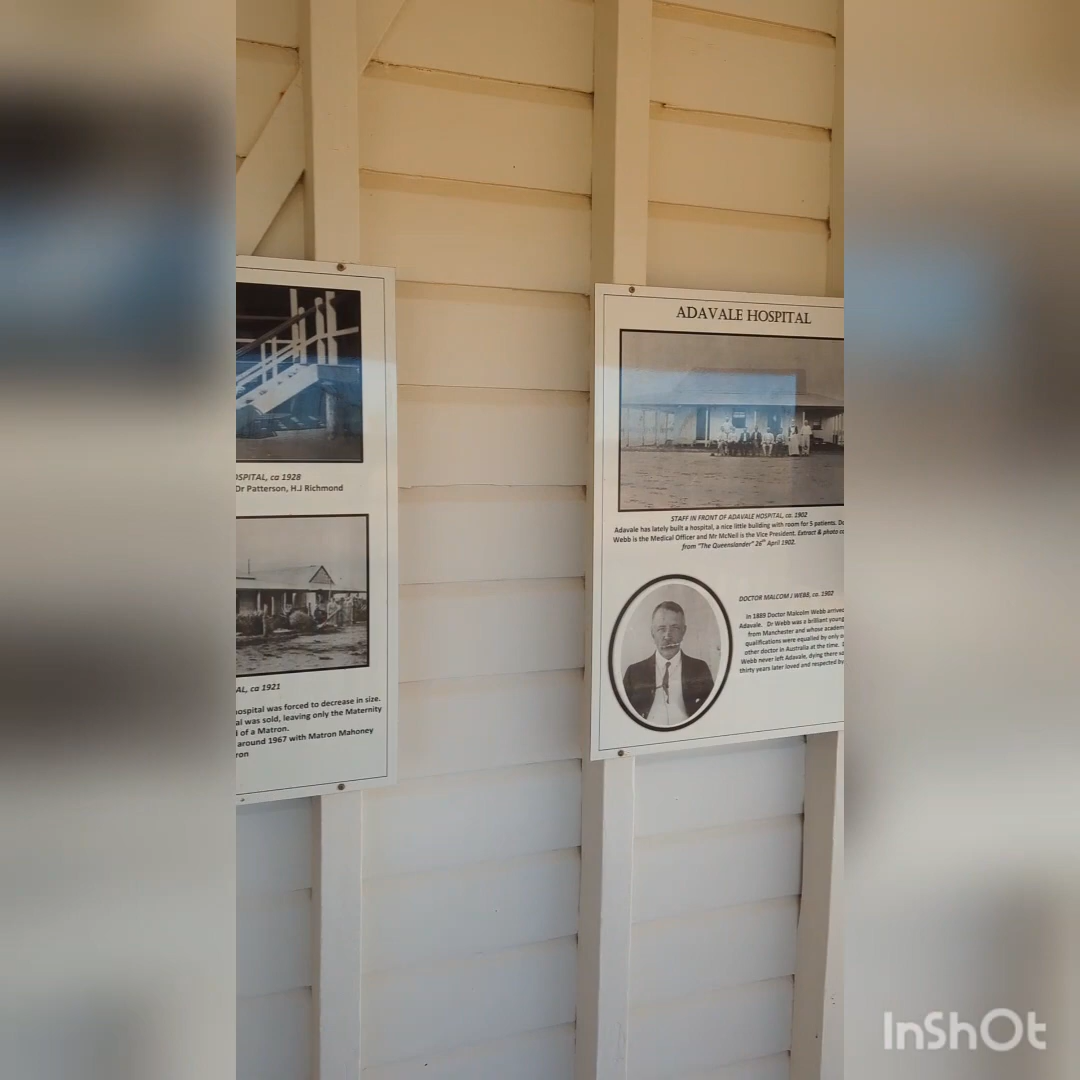 SPITAL, ca 1928
Dr Patterson, H.J Richmond
AL, ca 1921
ospital was forced to decrease in size.
al was sold, leaving only the Maternity
l of a Matron.
around 1967 with Matron Mahoney
ron
ADAVALE HOSPITAL
STAFF IN FRONT OF ADAVALE HOSPITAL, ca. 1902
Adavale has lately built a hospital, a nice little building with room for 5 patients.
Webb is the Medical Officer and Mr McNeil is the Vice President. Extract & photo
from "The Queenslander" 26th April 1902.
DOCTOR MALCOM J WEBB, ca. 1902
In 1889 Doctor Malcolm Webb arrived
Adavale. Dr Webb was a brilliant young
from Manchester and whose academ
qualifications were equalled by only
other doctor in Australia at the time.
Webb never left Adavale, dying there
thirty years later loved and respected by
InShOt